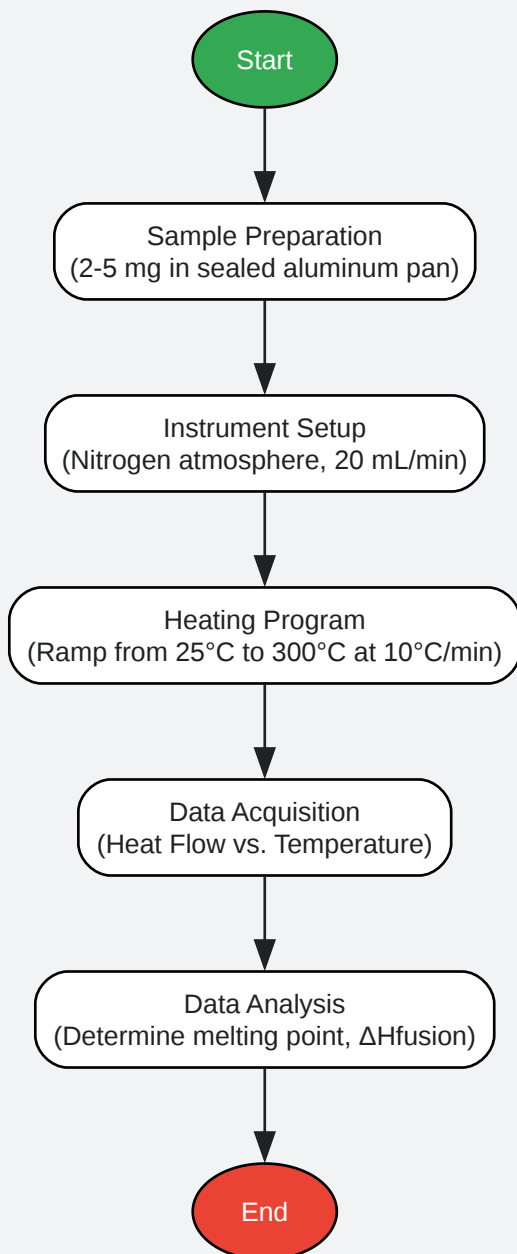 Start
Sample Preparation
(2-5 mg in sealed aluminum pan)
Instrument Setup
(Nitrogen atmosphere, 20 mL/min)
Heating Program
(Ramp from 25°C to 300°C at 10°C/min)
Data Acquisition
(Heat Flow vs. Temperature)
Data Analysis
(Determine melting point, ΔHfusion)
End